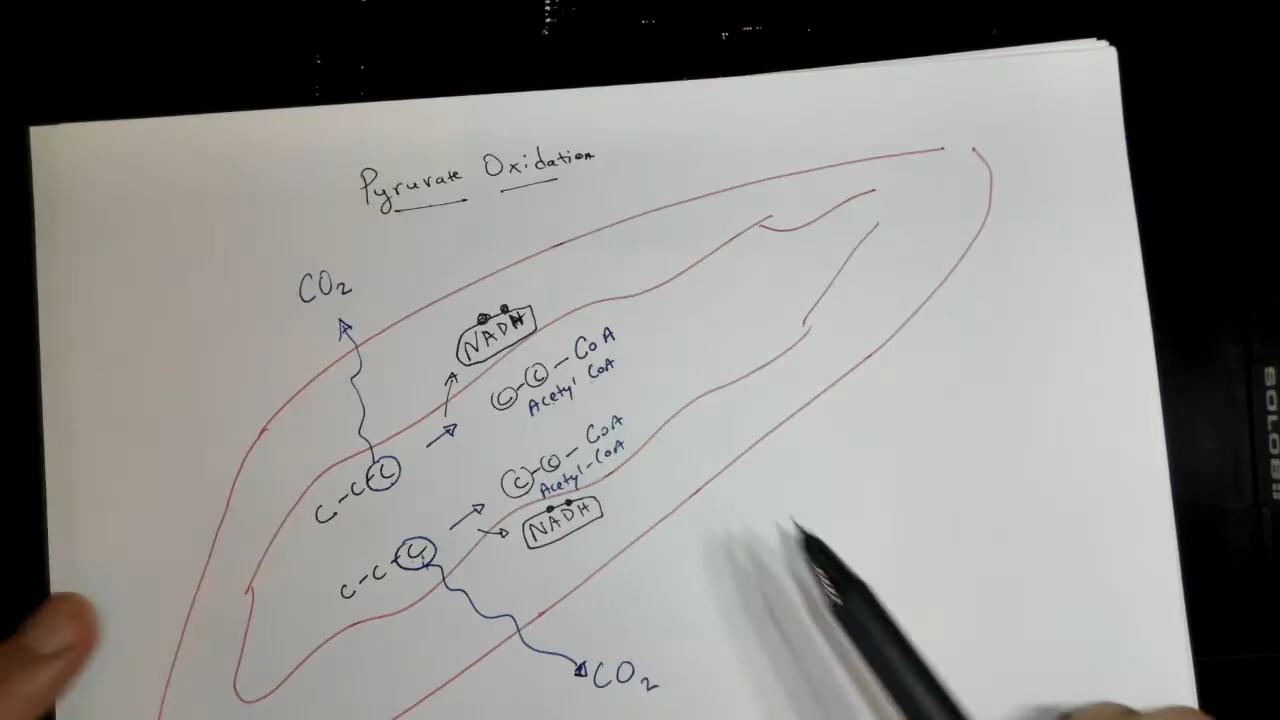 Pyruvate Oxidation
CO2
NADH
C-C-CoA
Acetyl CoA
C-C-C
C-C-CoA
Acetyl-CoA
NADH
C-C-C
CO2